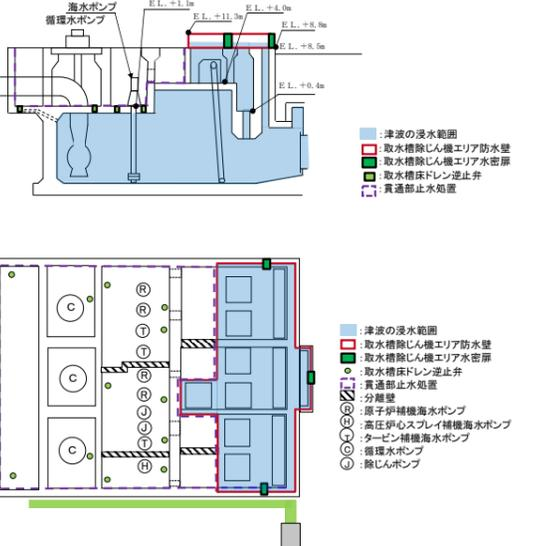 海水ポンプ
循環水ポンプ
EL.+1.1m
EL.+11.3m
EL.+4.0m
EL.+8.8m
EL.+8.5m
EL.+0.4m
:津波の浸水範囲
:取水槽除じん機エリア防水壁
:取水槽除じん機エリア水密扉
:取水槽床ドレン逆止弁
:貫通部止水処置
C
C
C
R
R
T
T
R
R
J
J
T
H
:津波の浸水範囲
:取水槽除じん機エリア防水壁
:取水槽除じん機エリア水密扉
:取水槽床ドレン逆止弁
:貫通部止水処置
:分離壁
R :原子炉補機海水ポンプ
H :高圧炉心スプレイ補機海水ポンプ
T :タービン補機海水ポンプ
C :循環水ポンプ
J :除じんポンプ